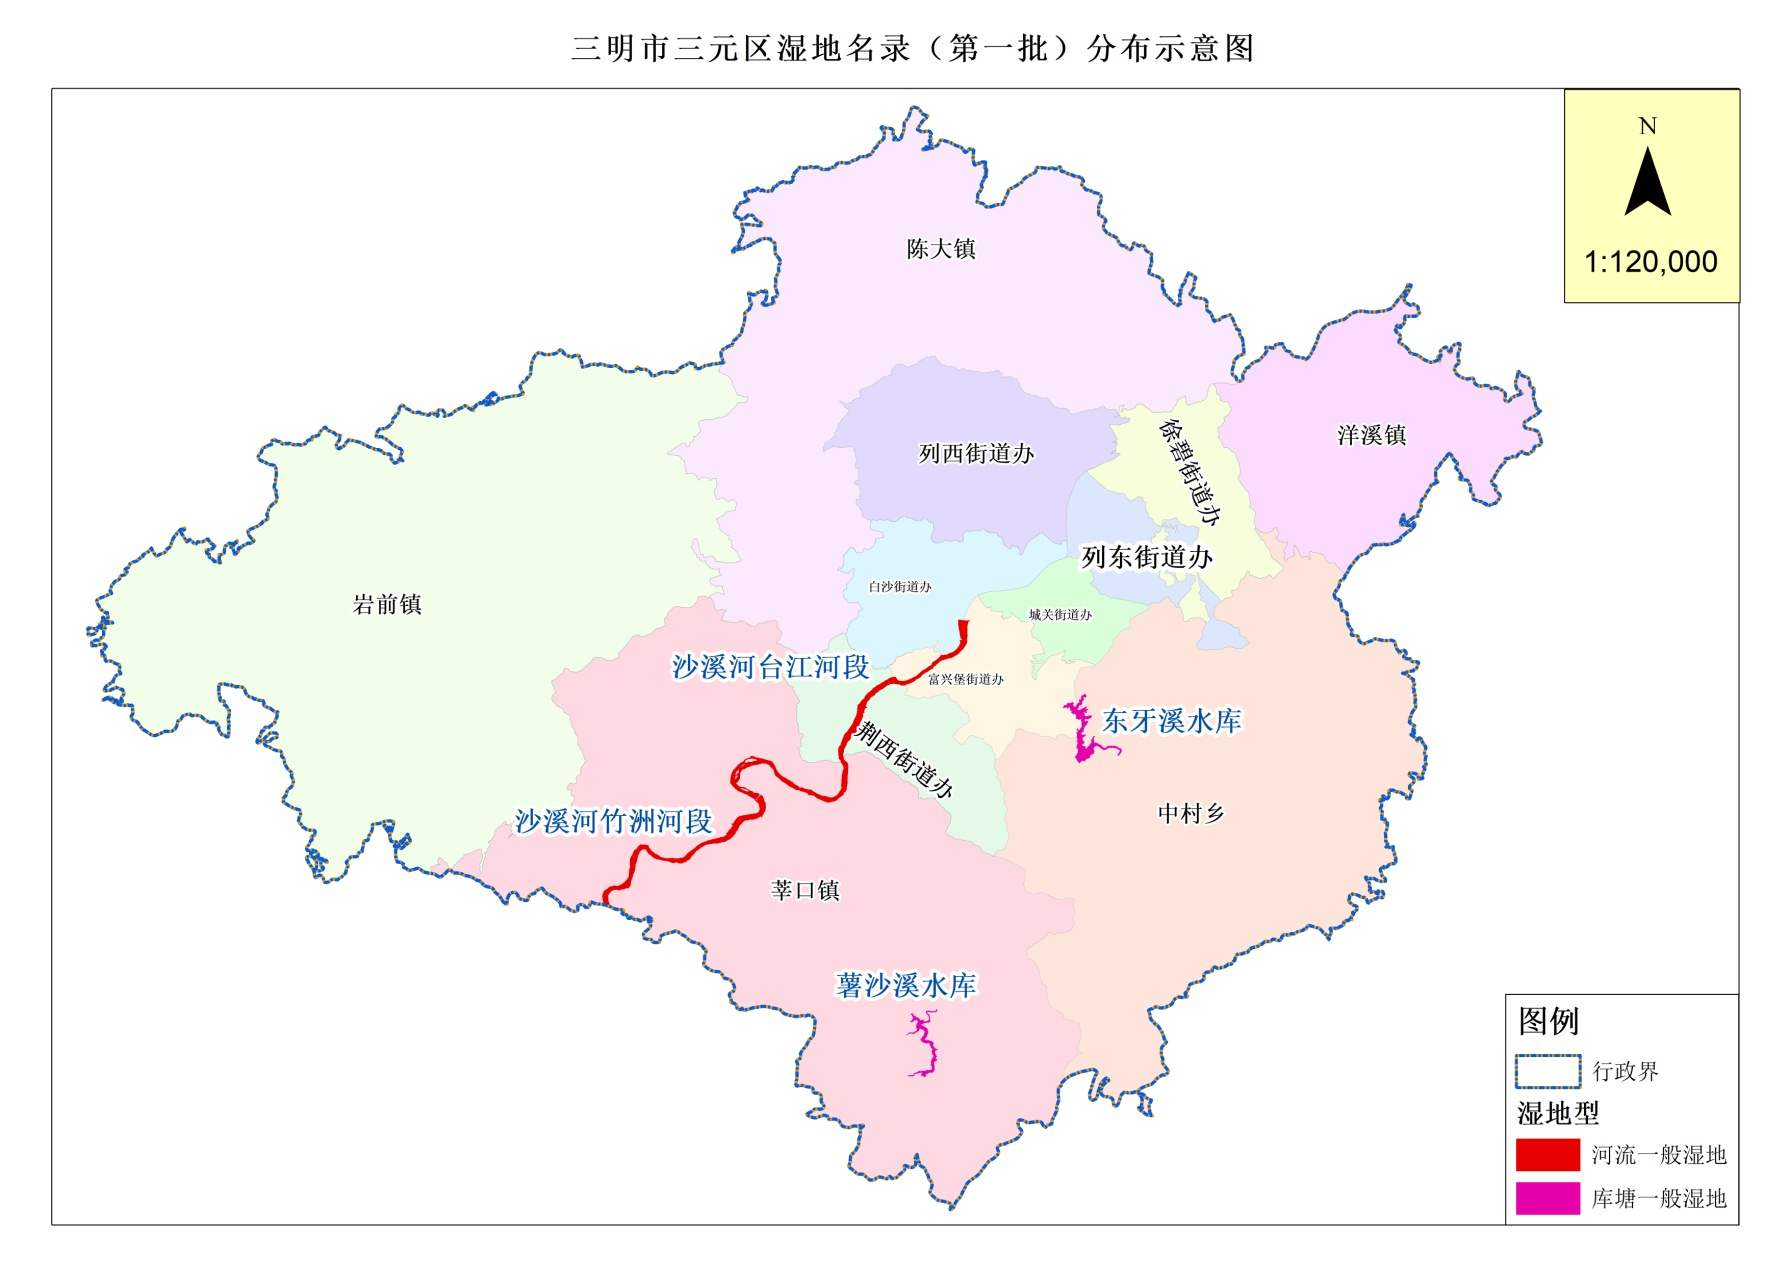 三明市三元区湿地名录（第一批）分布示意图
N
1:120,000
陈大镇
洋溪镇
徐碧街道办
列西街道办
列东街道办
白沙街道办
岩前镇
城关街道办
沙溪河台江河段
富兴堡街道办
东牙溪水库
荆西街道办
沙溪河竹洲河段
中村乡
莘口镇
薯沙溪水库
图例
行政界
湿地型
河流一般湿地
库塘一般湿地